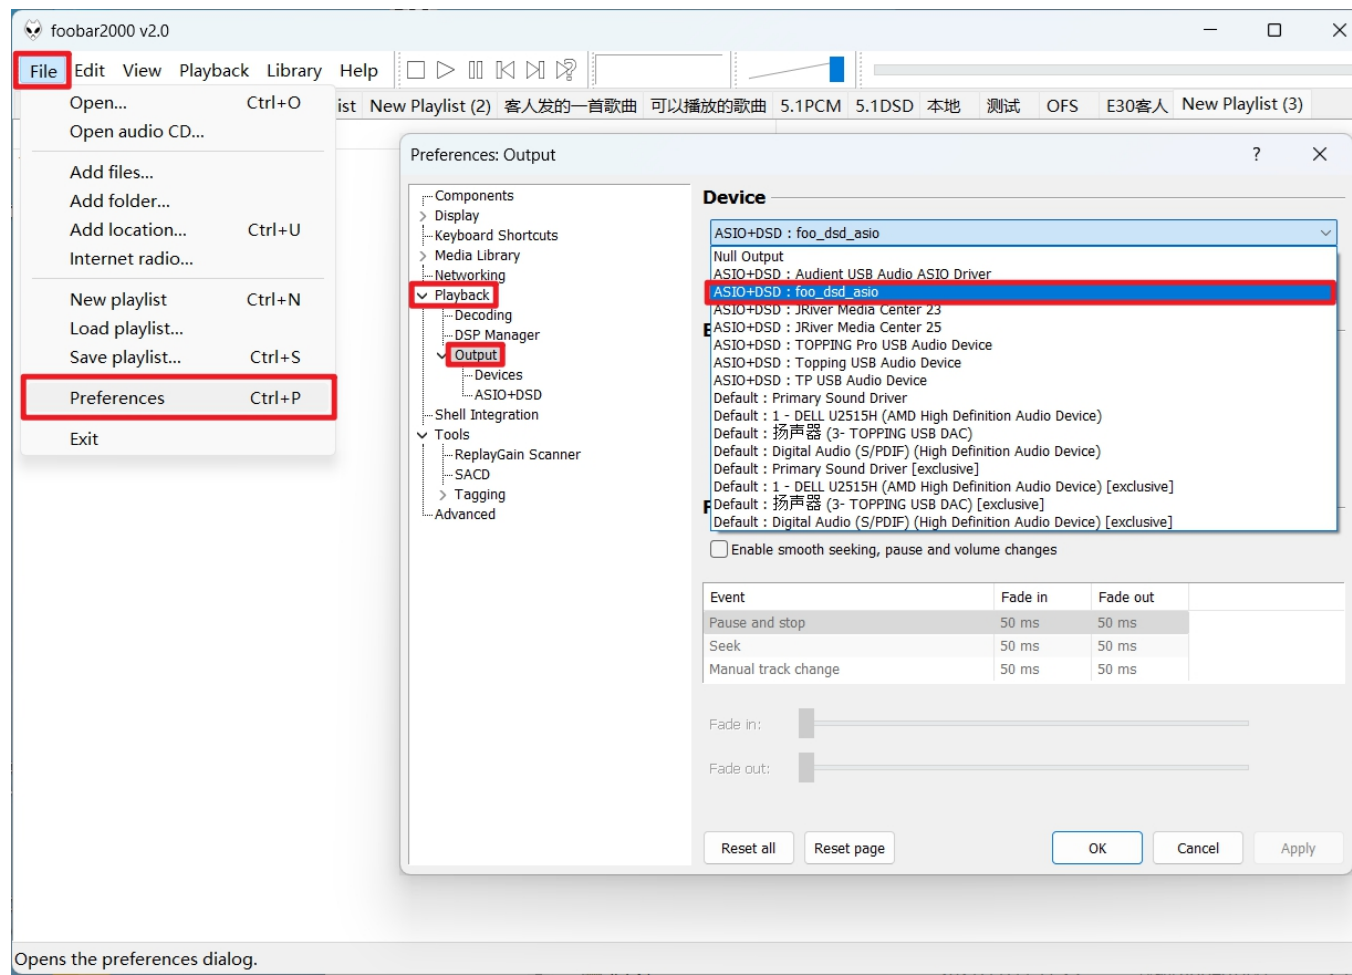 foobar2000 v2.0
File Edit View Playback Library Help
ist New Playlist (2) 客人发的一首歌曲 可以播放的歌曲 5.1PCM 5.1DSD 本地 测试 OFS E30客人 New Playlist (3)
Open... Ctrl+O
Open audio CD...
Add files...
Add folder...
Add location... Ctrl+U
Internet radio...
New playlist Ctrl+N
Load playlist...
Save playlist... Ctrl+S
Preferences Ctrl+P
Exit
Preferences: Output
Components
Display
Keyboard Shortcuts
Media Library
Networking
Playback
Decoding
DSP Manager
Output
Devices
ASIO+DSD
Shell Integration
Tools
ReplayGain Scanner
SACD
Tagging
Advanced
Device
ASIO+DSD : foo_dsd_asio
Null Output
ASIO+DSD : Audient USB Audio ASIO Driver
ASIO+DSD : foo_dsd_asio
ASIO+DSD : JRiver Media Center 23
ASIO+DSD : JRiver Media Center 25
ASIO+DSD : TOPPING Pro USB Audio Device
ASIO+DSD : Topping USB Audio Device
ASIO+DSD : TP USB Audio Device
Default : Primary Sound Driver
Default : 1 - DELL U2515H (AMD High Definition Audio Device)
Default : 扬声器 (3- TOPPING USB DAC)
Default : Digital Audio (S/PDIF) (High Definition Audio Device)
Default : Primary Sound Driver [exclusive]
Default : 1 - DELL U2515H (AMD High Definition Audio Device) [exclusive]
Default : 扬声器 (3- TOPPING USB DAC) [exclusive]
Default : Digital Audio (S/PDIF) (High Definition Audio Device) [exclusive]
Enable smooth seeking, pause and volume changes
Event Fade in Fade out
Pause and stop 50 ms 50 ms
Seek 50 ms 50 ms
Manual track change 50 ms 50 ms
Fade in:
Fade out:
Reset all Reset page OK Cancel Apply
Opens the preferences dialog.